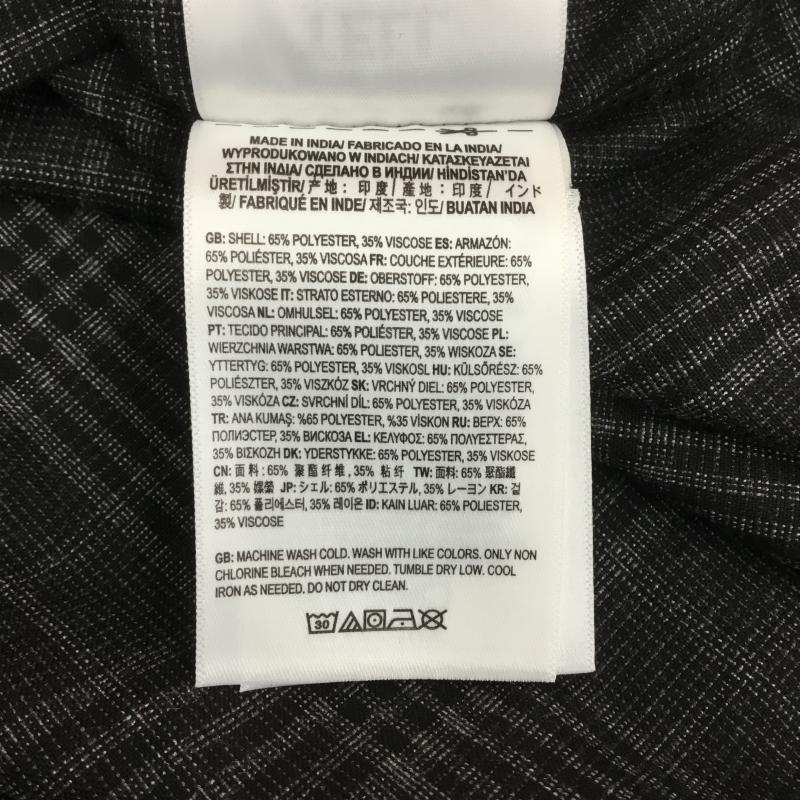 MADE IN INDIA/ FABRICADO EN LA INDIA/
WYPRODUKOWANO W INDIACH/ ΚΑΤΑΣΚΕΥΑΖΕΤΑΙ
ΣΤΗΝ ΙΝΔΙΑ/ СДЕЛАНО В ИНДИИ/ HİNDİSTAN'DA
ÜRETİLMİŞTİR/ 产 地 : 印 度 / 產 地 : 印 度 / インド
製/ FABRIQUÉ EN INDE/ 제조국: 인도/ BUATAN INDIA
GB: SHELL: 65% POLYESTER, 35% VISCOSE ES: ARMAZÓN:
65% POLIÉSTER, 35% VISCOSA FR: COUCHE EXTÉRIEURE: 65%
POLYESTER, 35% VISCOSE DE: OBERSTOFF: 65% POLYESTER,
35% VISKOSE IT: STRATO ESTERNO: 65% POLIESTERE, 35%
VISCOSA NL: OMHULSEL: 65% POLYESTER, 35% VISCOSE
PT: TECIDO PRINCIPAL: 65% POLIÉSTER, 35% VISCOSE PL:
WIERZCHNIA WARSTWA: 65% POLIESTER, 35% WISKOZA SE:
YTTERTYG: 65% POLYESTER, 35% VISKOSL HU: KÜLSŐRÉSZ: 65%
POLIÉSZTER, 35% VISZKÓZ SK: VRCHNÝ DIEL: 65% POLYESTER,
35% VISKÓZA CZ: SVRCHNÍ DÍL: 65% POLYESTER, 35% VISKÓZA
TR: ANA KUMAŞ: %65 POLYESTER, %35 VİSKON RU: ВЕРХ: 65%
ПОЛИЭСТЕР, 35% ВИСКОЗА EL: ΚΕΛΥΦΟΣ: 65% ΠΟΛΥΕΣΤΕΡΑΣ,
35% ΒΙΣΚΟΖΗ DK: YDERSTYKKE: 65% POLYESTER, 35% VISKOSE
CN: 面 料 : 65% 聚酯纤维 , 35% 粘纤 TW: 面料: 65% 聚酯纖
維, 35% 嫘縈 JP: シェル: 65% ポリエステル, 35% レーヨン KR: 겉
감: 65% 폴리에스터, 35% 레이온 ID: KAIN LUAR: 65% POLIESTER,
35% VISCOSE
GB: MACHINE WASH COLD. WASH WITH LIKE COLORS. ONLY NON
CHLORINE BLEACH WHEN NEEDED. TUMBLE DRY LOW. COOL
IRON AS NEEDED. DO NOT DRY CLEAN.
30